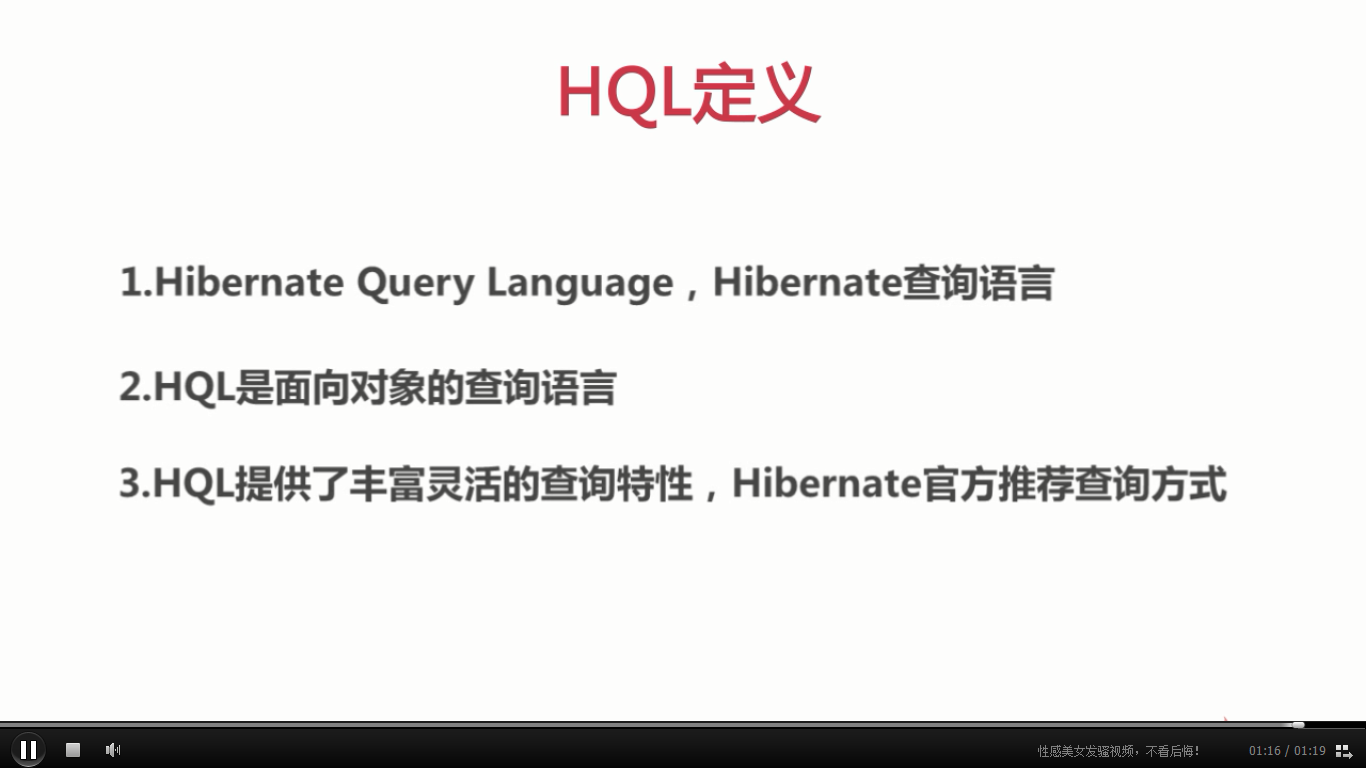 HQL定义
1.Hibernate Query Language，Hibernate查询语言
2.HQL是面向对象的查询语言
3.HQL提供了丰富灵活的查询特性，Hibernate官方推荐查询方式
性感美女发骚视频，不看后悔！
01:16 / 01:19